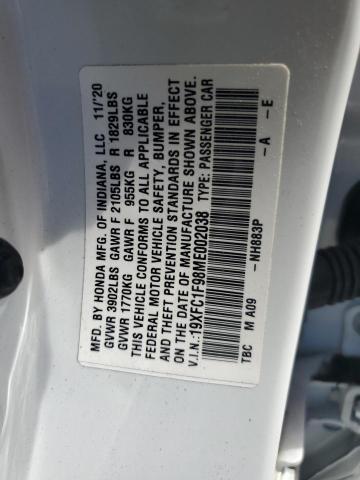 MFD. BY HONDA MFG. OF INDIANA, LLC 11/'20
GVWR 3902LBS GAWR F 2105LBS R 1829LBS
GVWR 1770KG GAWR F 955KG R 830KG
THIS VEHICLE CONFORMS TO ALL APPLICABLE
FEDERAL MOTOR VEHICLE SAFETY, BUMPER,
AND THEFT PREVENTION STANDARDS IN EFFECT
ON THE DATE OF MANUFACTURE SHOWN ABOVE.
V.I.N.:19XFC1F98ME002038 TYPE: PASSENGER CAR
TBC M A09 -NH883P -A -E